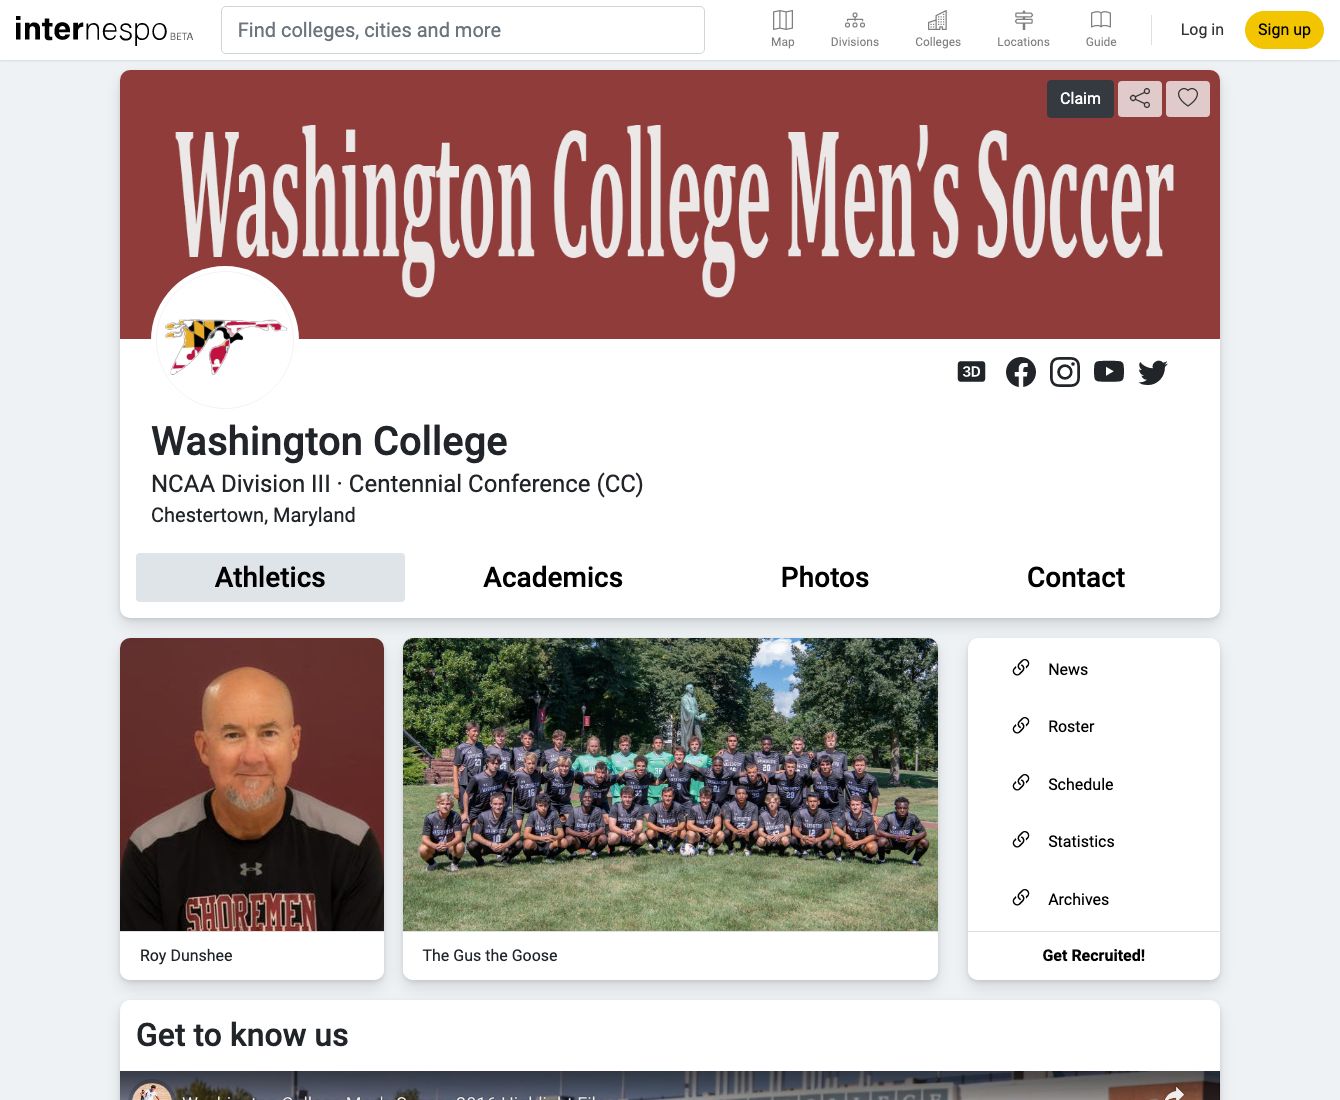 internespo BETA
Find colleges, cities and more
Map
Divisions
Colleges
Locations
Guide
Log in
Sign up
Claim
Washington College Men's Soccer
3D
Washington College
NCAA Division III · Centennial Conference (CC)
Chestertown, Maryland
Athletics
Academics
Photos
Contact
SHOREMEN
Roy Dunshee
The Gus the Goose
News
Roster
Schedule
Statistics
Archives
Get Recruited!
Get to know us